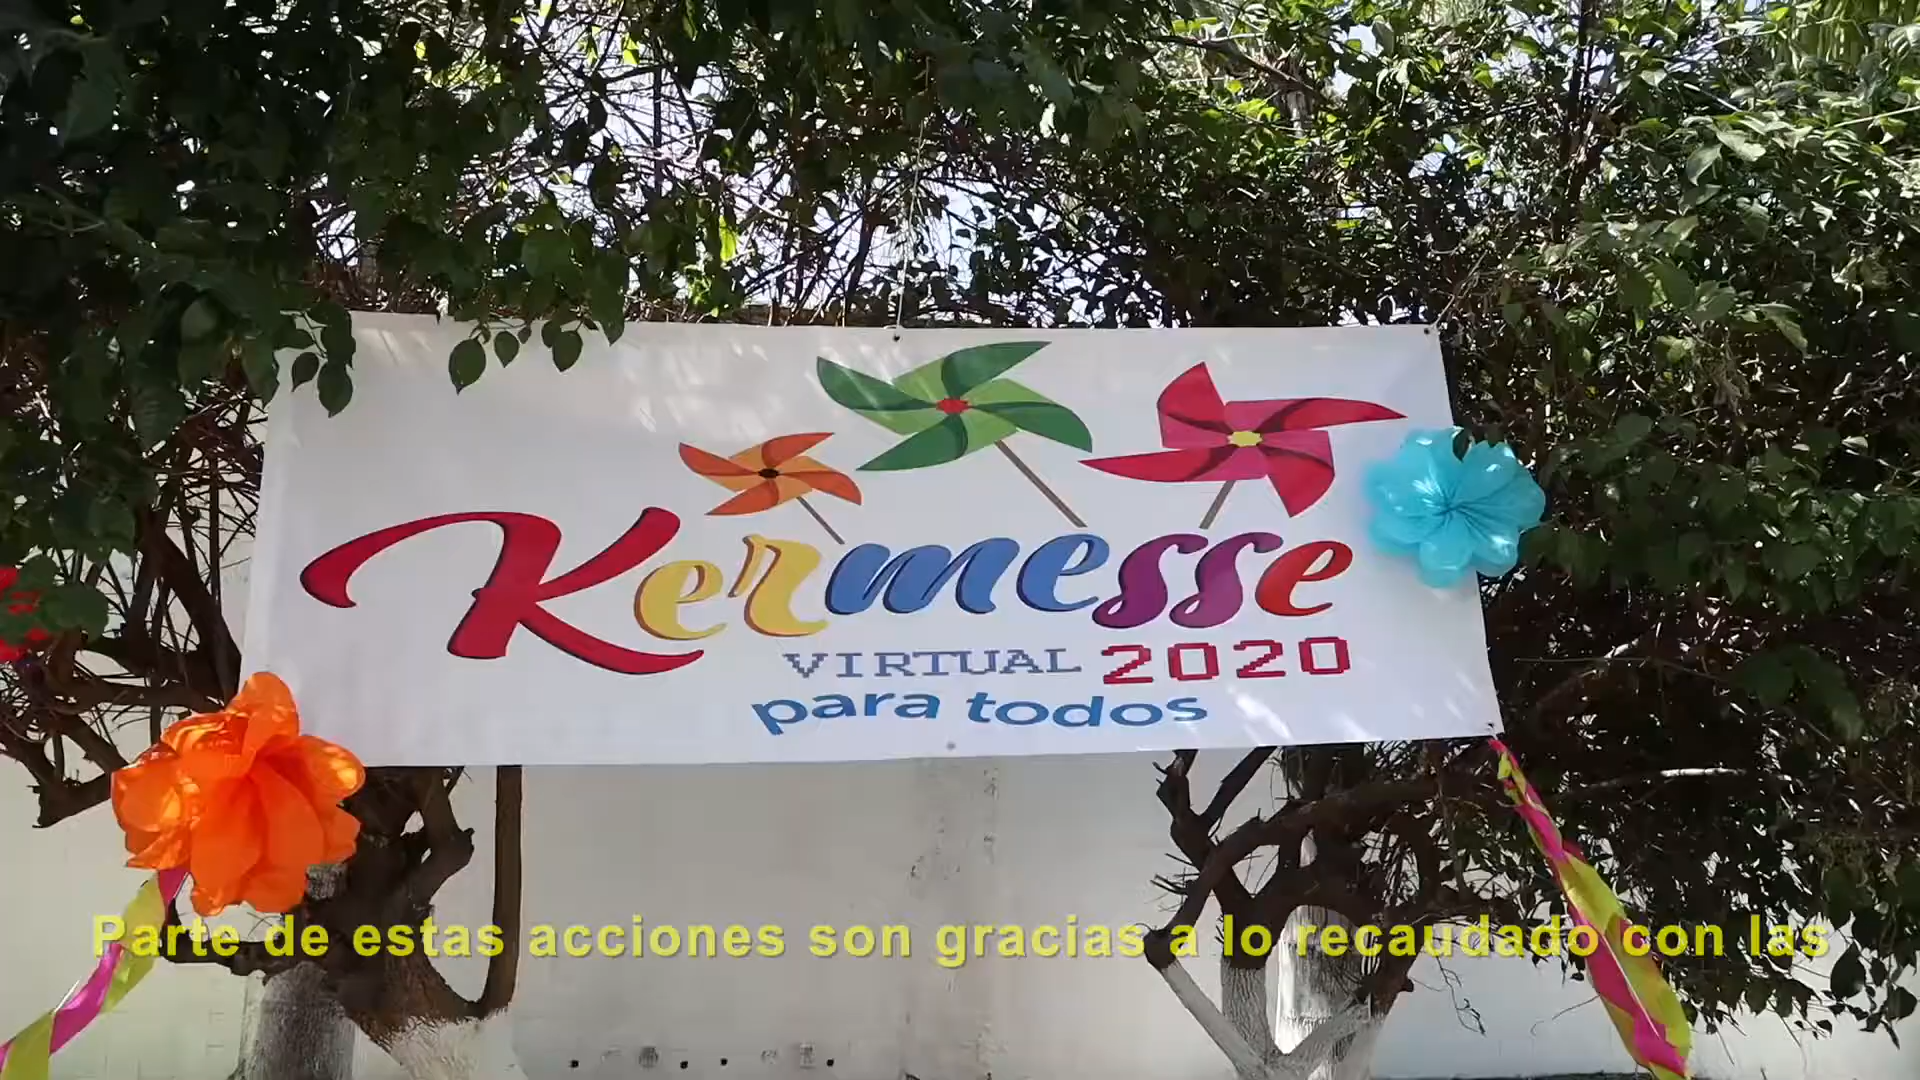 Kermesse
VIRTUAL 2020
para todos
Parte de estas acciones son gracias a lo recaudado con las